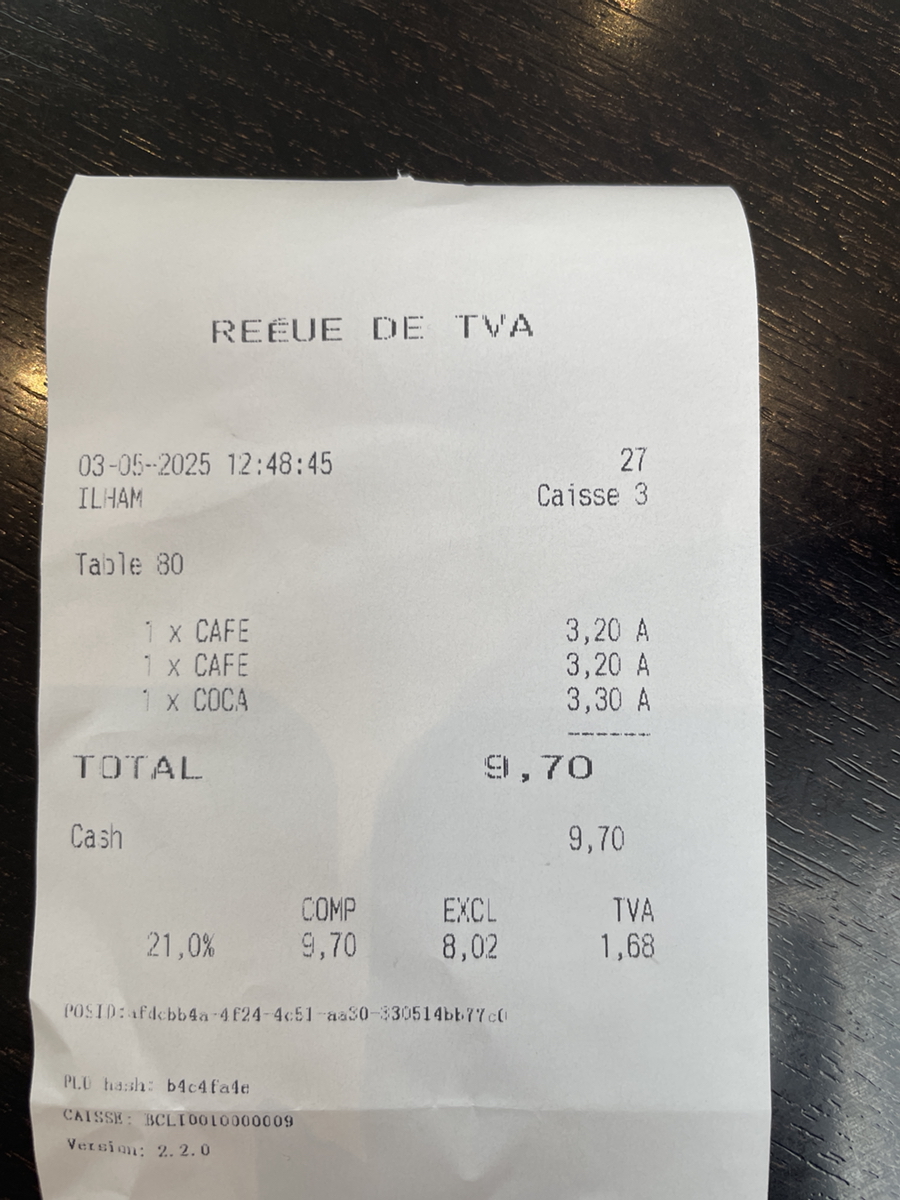 REÉUE DE TVA
03-05-2025 12:48:45 27
ILHAM Caisse 3
Table 80
1 x CAFE 3,20 A
1 x CAFE 3,20 A
1 x COCA 3,30 A
------
TOTAL 9,70
Cash 9,70
COMP EXCL TVA
21,0% 9,70 8,02 1,68
POSID:afdcbb4a-4f24-4c51-aa30-330514bb77c0
PLU hash: b4c4fa4e
CAISSE: BCLI0010000009
Version: 2.2.0